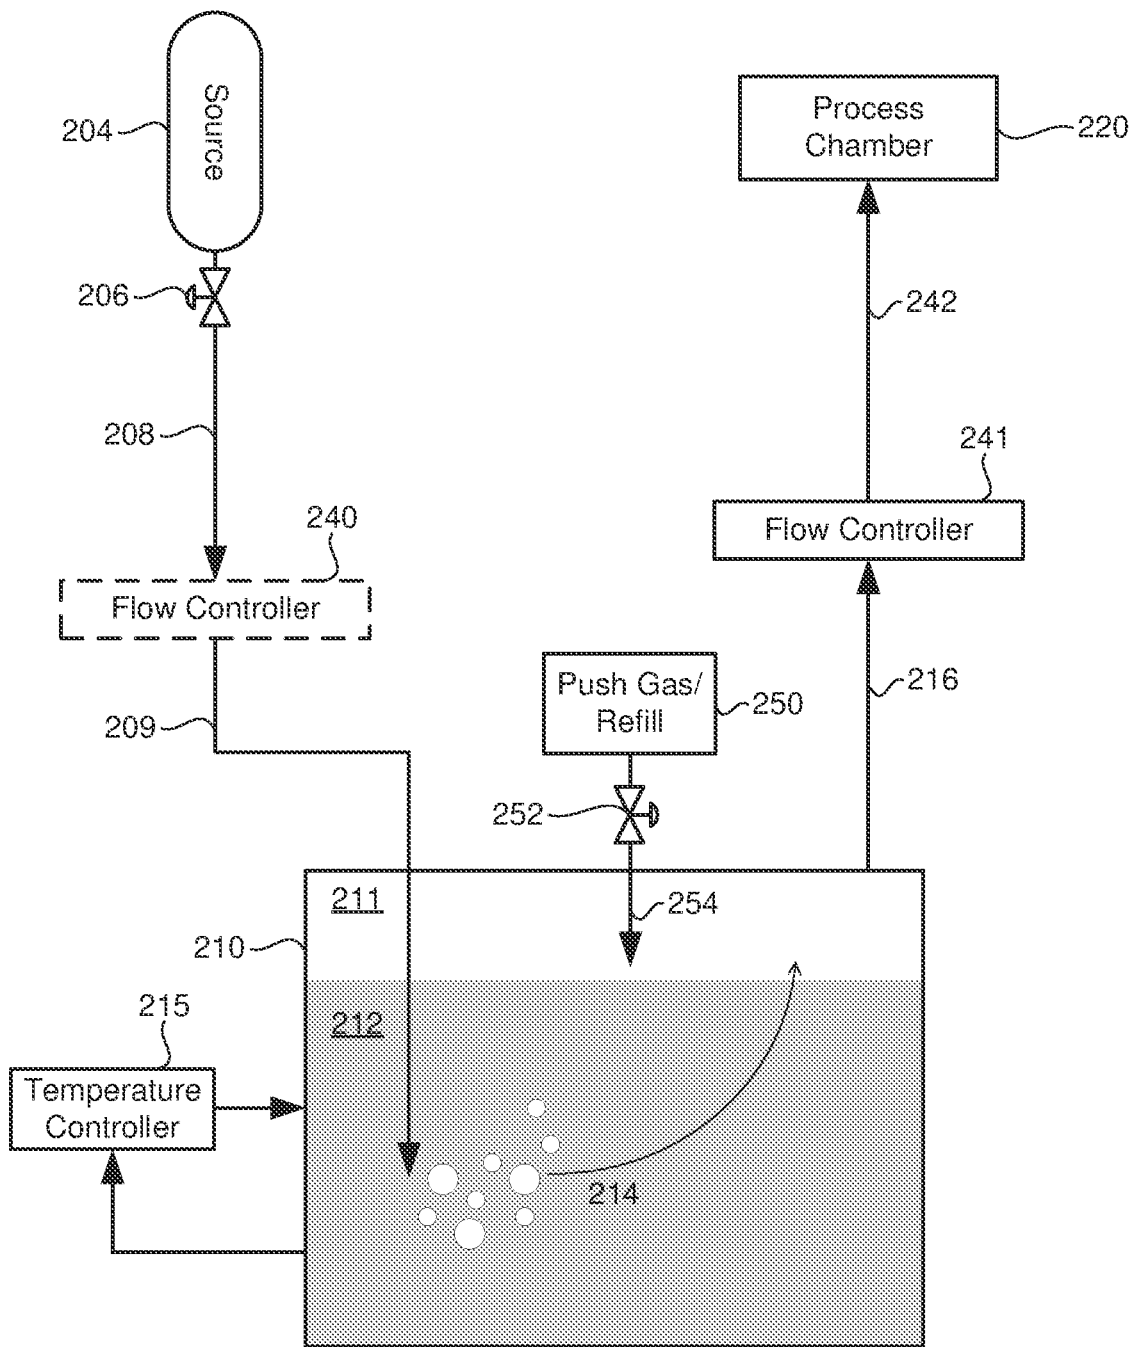 Source
204
206
208
240
Flow Controller
209
Process
Chamber
220
242
241
Flow Controller
216
Push Gas/
Refill
250
252
254
211
210
212
215
Temperature
Controller
214